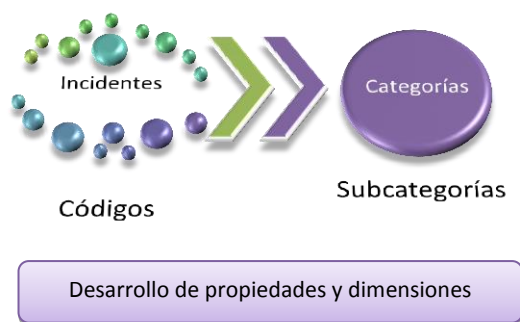 Incidentes
Categorías
Códigos
Subcategorías
Desarrollo de propiedades y dimensiones